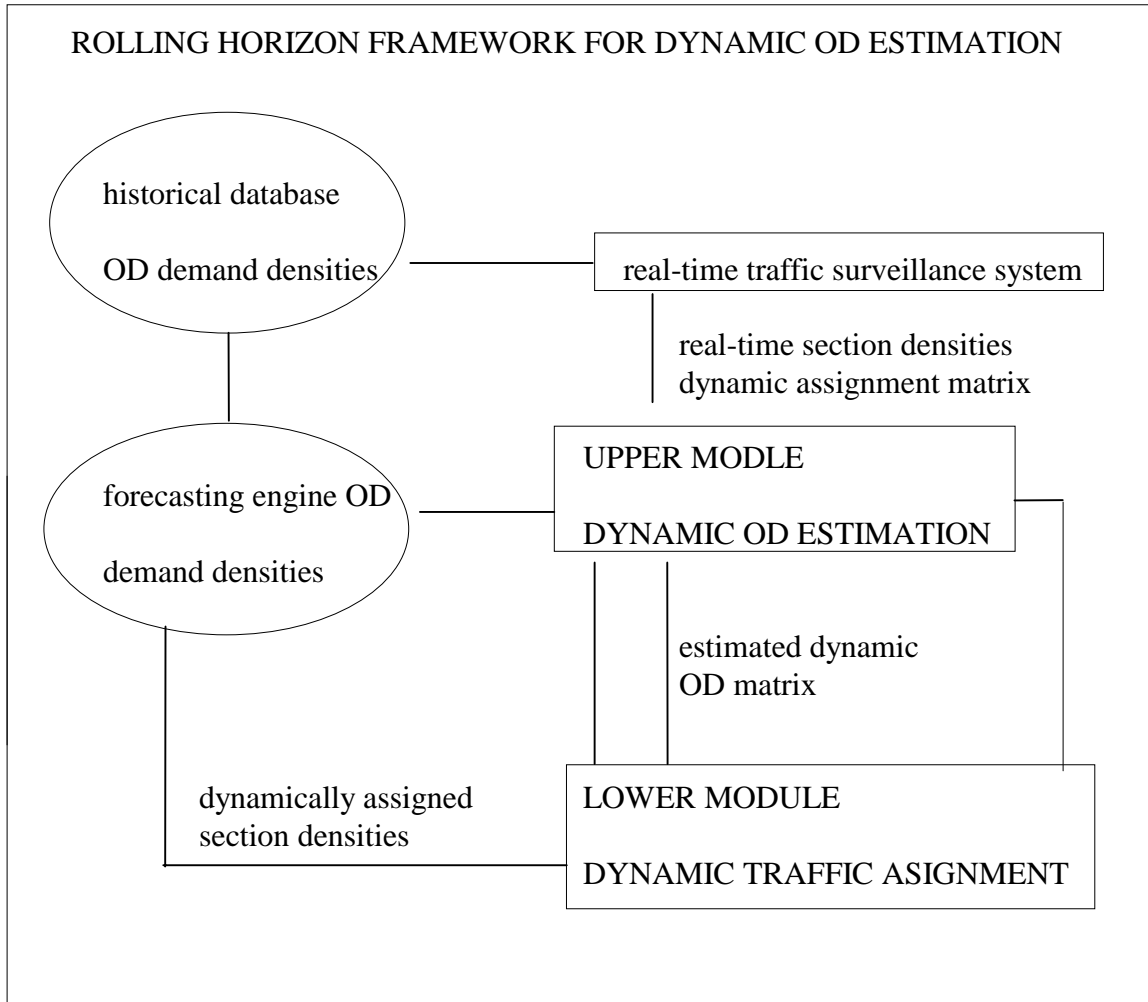 ROLLING HORIZON FRAMEWORK FOR DYNAMIC OD ESTIMATION
historical database
OD demand densities
real-time traffic surveillance system
real-time section densities
dynamic assignment matrix
UPPER MODLE
forecasting engine OD
DYNAMIC OD ESTIMATION
demand densities
estimated dynamic
OD matrix
dynamically assigned
section densities
LOWER MODULE
DYNAMIC TRAFFIC ASIGNMENT